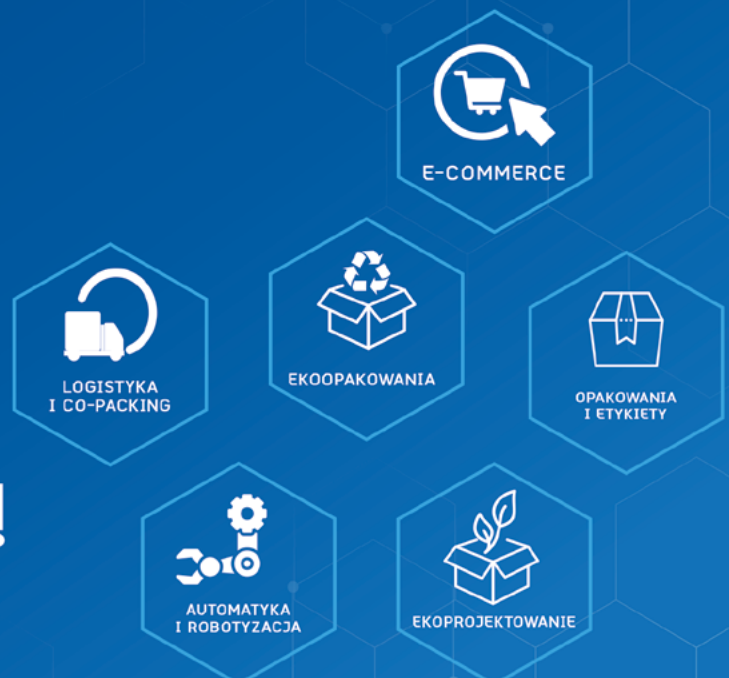 E-COMMERCE
LOGISTYKA
I CO-PACKING
EKOOPAKOWANIA
OPAKOWANIA
I ETYKIETY
!
AUTOMATYKA
I ROBOTYZACJA
EKOPROJEKTOWANIE